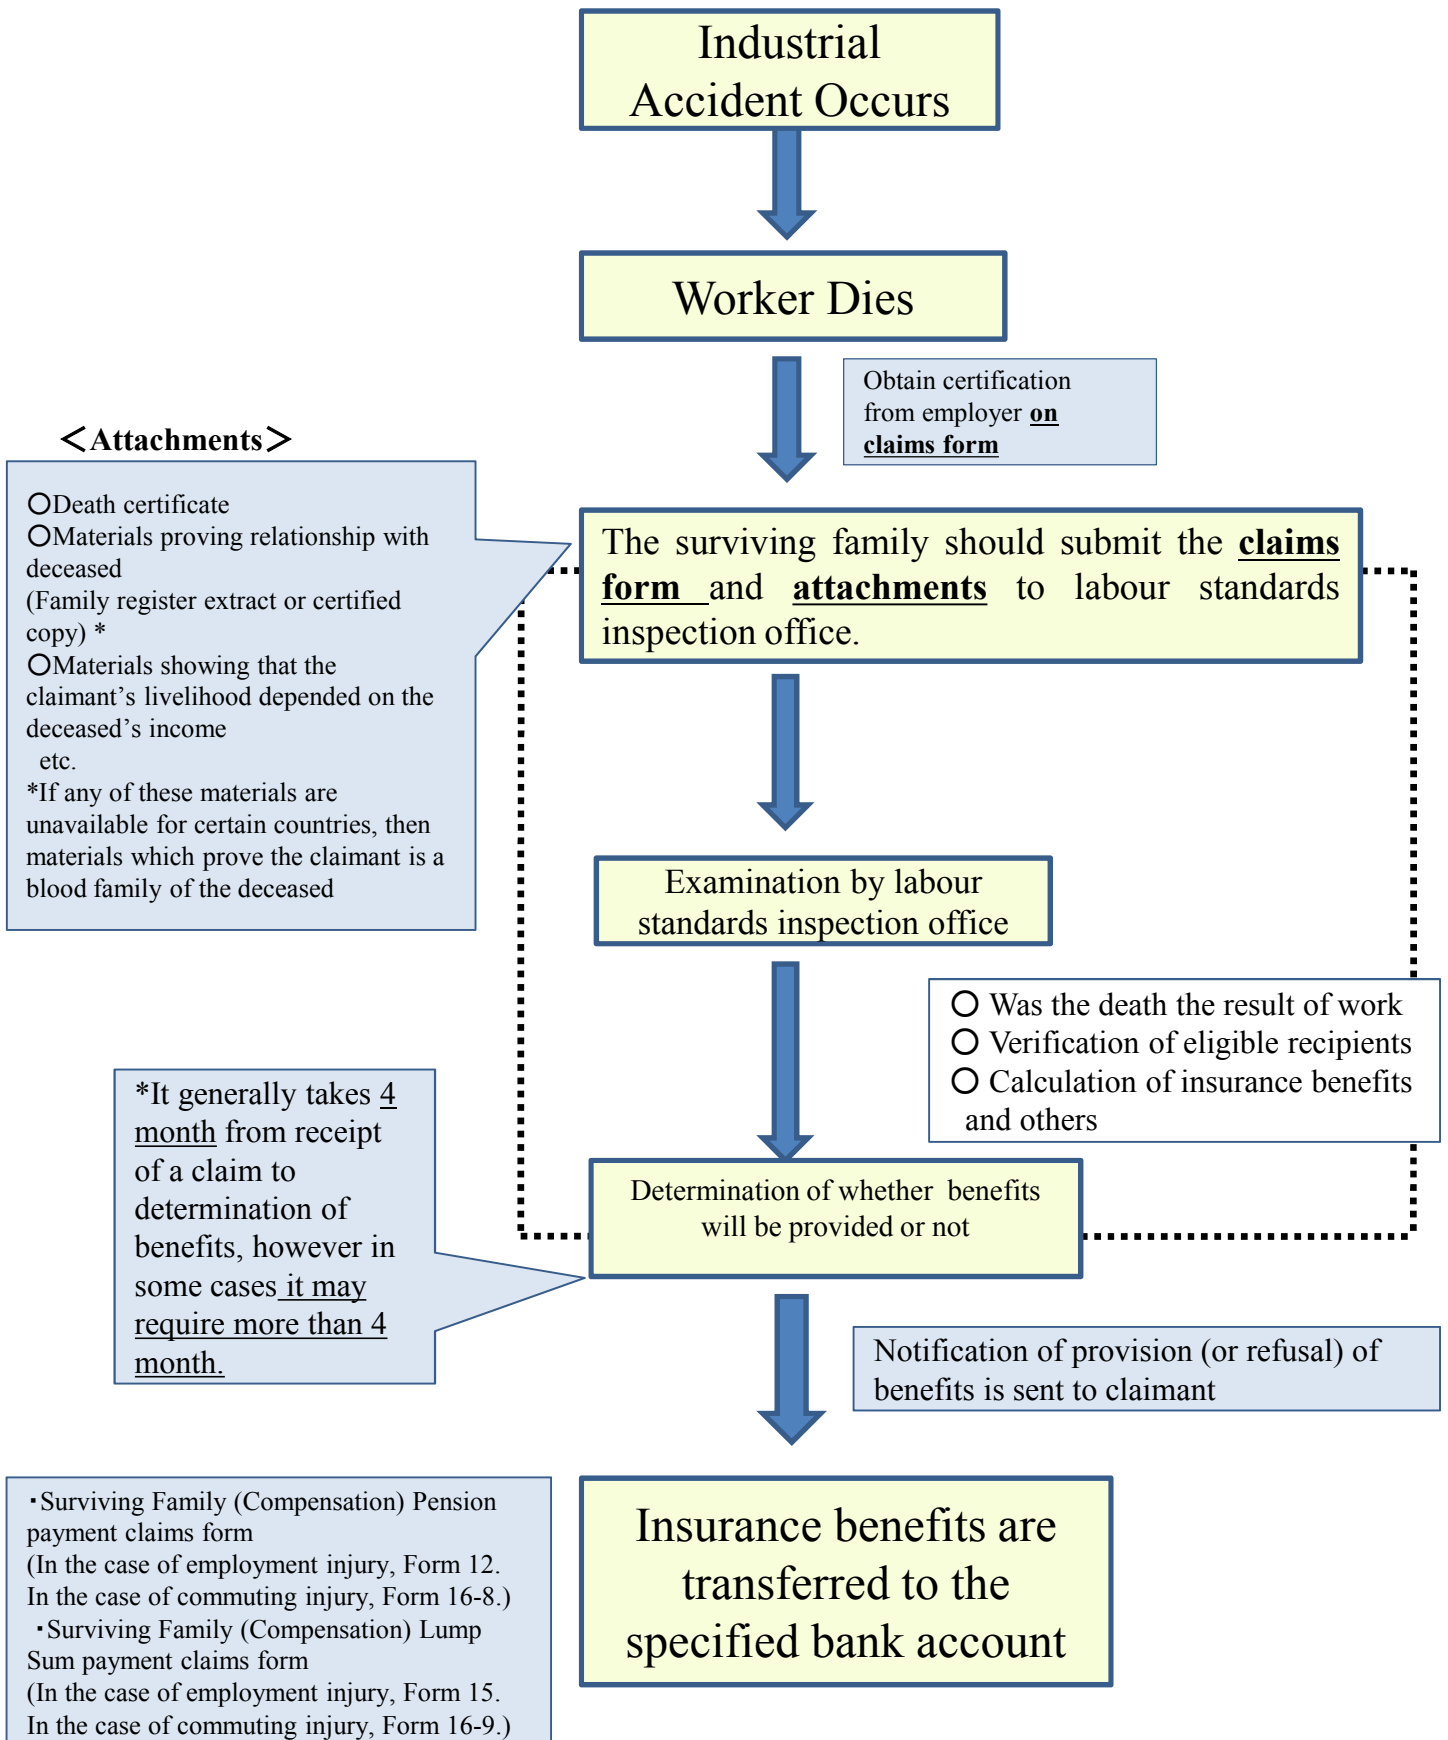 Industrial
Accident Occurs
Worker Dies
Obtain certification
from employer on
claims form
＜Attachments＞
〇Death certificate
〇Materials proving relationship with
deceased
(Family register extract or certified
copy) *
〇Materials showing that the
claimant’s livelihood depended on the
deceased’s income
etc.
*If any of these materials are
unavailable for certain countries, then
materials which prove the claimant is a
blood family of the deceased
The surviving family should submit the claims
form and attachments to labour standards
inspection office.
Examination by labour
standards inspection office
〇 Was the death the result of work
〇 Verification of eligible recipients
〇 Calculation of insurance benefits
and others
*It generally takes 4
month from receipt
of a claim to
determination of
benefits, however in
some cases it may
require more than 4
month.
Determination of whether benefits
will be provided or not
Notification of provision (or refusal) of
benefits is sent to claimant
・Surviving Family (Compensation) Pension
payment claims form
(In the case of employment injury, Form 12.
In the case of commuting injury, Form 16-8.)
・Surviving Family (Compensation) Lump
Sum payment claims form
(In the case of employment injury, Form 15.
In the case of commuting injury, Form 16-9.)
Insurance benefits are
transferred to the
specified bank account